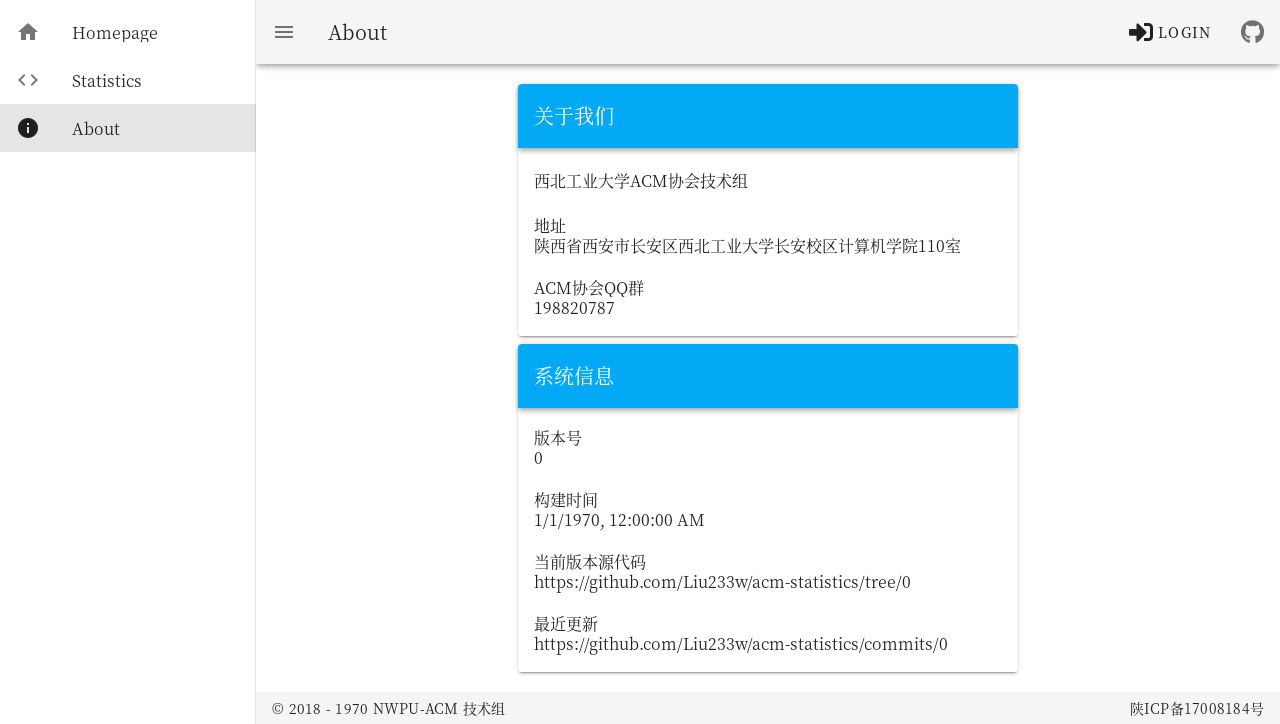 Homepage
Statistics
About
About
LOGIN
关于我们
西北工业大学ACM协会技术组
地址
陕西省西安市长安区西北工业大学长安校区计算机学院110室
ACM协会QQ群
198820787
系统信息
版本号
0
构建时间
1/1/1970, 12:00:00 AM
当前版本源代码
https://github.com/Liu233w/acm-statistics/tree/0
最近更新
https://github.com/Liu233w/acm-statistics/commits/0
© 2018 - 1970 NWPU-ACM 技术组
陕ICP备17008184号